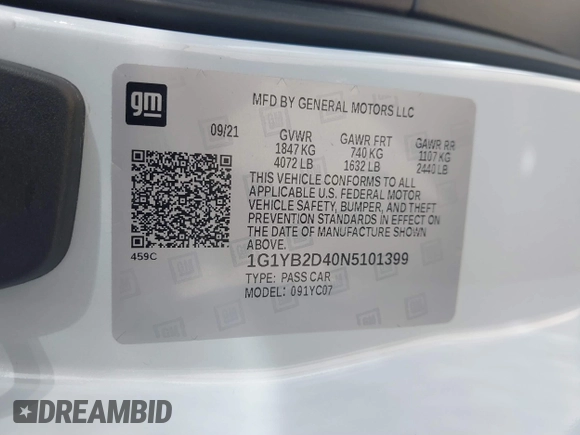 gm
MFD BY GENERAL MOTORS LLC
09/21 GVWR GAWR FRT GAWR RR
1847 KG 740 KG 1107 KG
4072 LB 1632 LB 2440 LB
THIS VEHICLE CONFORMS TO ALL
APPLICABLE U.S. FEDERAL MOTOR
VEHICLE SAFETY, BUMPER, AND THEFT
PREVENTION STANDARDS IN EFFECT ON
THE DATE OF MANUFACTURE SHOWN
ABOVE.
459C
1G1YB2D40N5101399
TYPE: PASS CAR
MODEL: 091YC07
DREAMBID